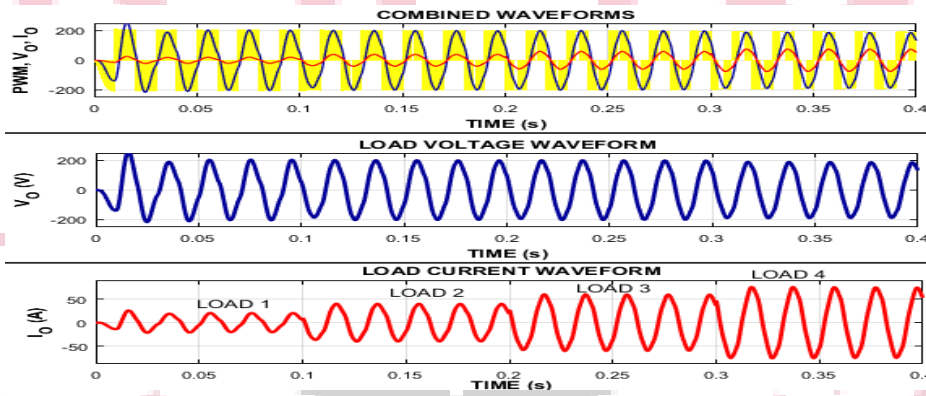 COMBINED WAVEFORMS
PWM, V₀, I₀
200
0
-200
0 0.05 0.1 0.15 0.2 0.25 0.3 0.35 0.4
TIME (s)
LOAD VOLTAGE WAVEFORM
V₀ (V)
200
0
-200
0 0.05 0.1 0.15 0.2 0.25 0.3 0.35 0.4
TIME (s)
LOAD CURRENT WAVEFORM
I₀ (A)
LOAD 1 LOAD 2 LOAD 3 LOAD 4
50
0
-50
0 0.05 0.1 0.15 0.2 0.25 0.3 0.35
TIME (s)